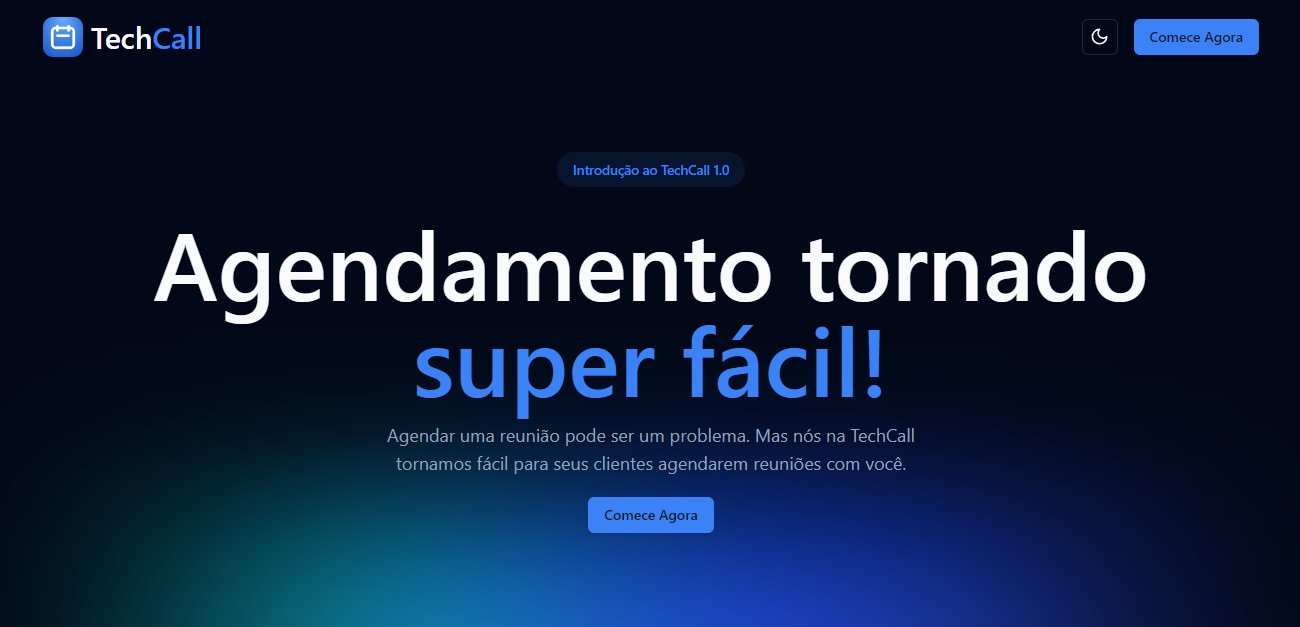 TechCall
Comece Agora
Introdução ao TechCall 1.0
Agendamento tornado
super fácil!
Agendar uma reunião pode ser um problema. Mas nós na TechCall
tornamos fácil para seus clientes agendarem reuniões com você.
Comece Agora